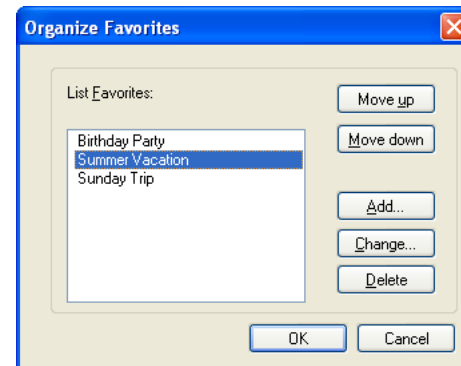 Organize Favorites
List Favorites:
Birthday Party
Summer Vacation
Sunday Trip
Move up
Move down
Add...
Change...
Delete
OK
Cancel